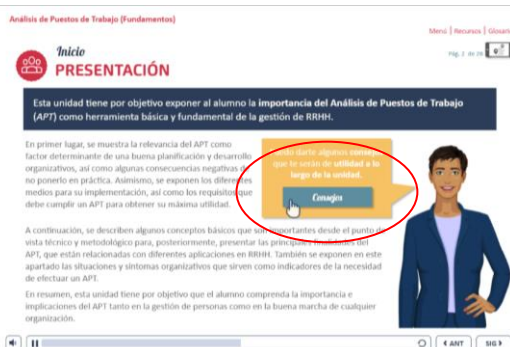 Análisis de Puestos de Trabajo (Fundamentos)
Menú | Recursos | Glosario
Pág. 2 de 26
Inicio
PRESENTACIÓN
Esta unidad tiene por objetivo exponer al alumno la importancia del Análisis de Puestos de Trabajo
(APT) como herramienta básica y fundamental de la gestión de RRHH.
En primer lugar, se muestra la relevancia del APT como
factor determinante de una buena planificación y desarrollo
organizativos, así como algunas consecuencias negativas de
no ponerlo en práctica. Asimismo, se exponen los diferentes
medios para su implementación, así como los requisitos que
debe cumplir un APT para obtener su máxima utilidad.
darte algunos consejos
que te serán de utilidad a lo
largo de la unidad.
Consejos
A continuación, se describen algunos conceptos básicos que son importantes desde el punto de
vista técnico y metodológico para, posteriormente, presentar las principales finalidades del
APT, que están relacionadas con diferentes aplicaciones en RRHH. También se exponen en este
apartado las situaciones y síntomas organizativos que sirven como indicadores de la necesidad
de efectuar un APT.
En resumen, esta unidad tiene por objetivo que el alumno comprenda la importancia e
implicaciones del APT tanto en la gestión de personas como en la buena marcha de cualquier
organización.
ANT
SIG